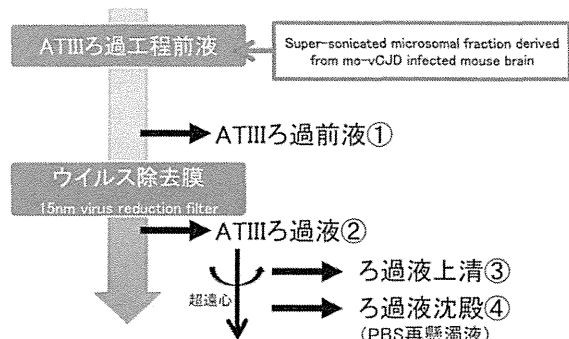 ATIIIろ過工程前液
Super-sonicated microsomal fraction derived
from mo-vCJD infected mouse brain
ATIIIろ過前液①
ウイルス除去膜
15nm virus reduction filter
ATIIIろ過液②
超遠心
ろ過液上清③
ろ過液沈殿④
(PBS再懸濁液)